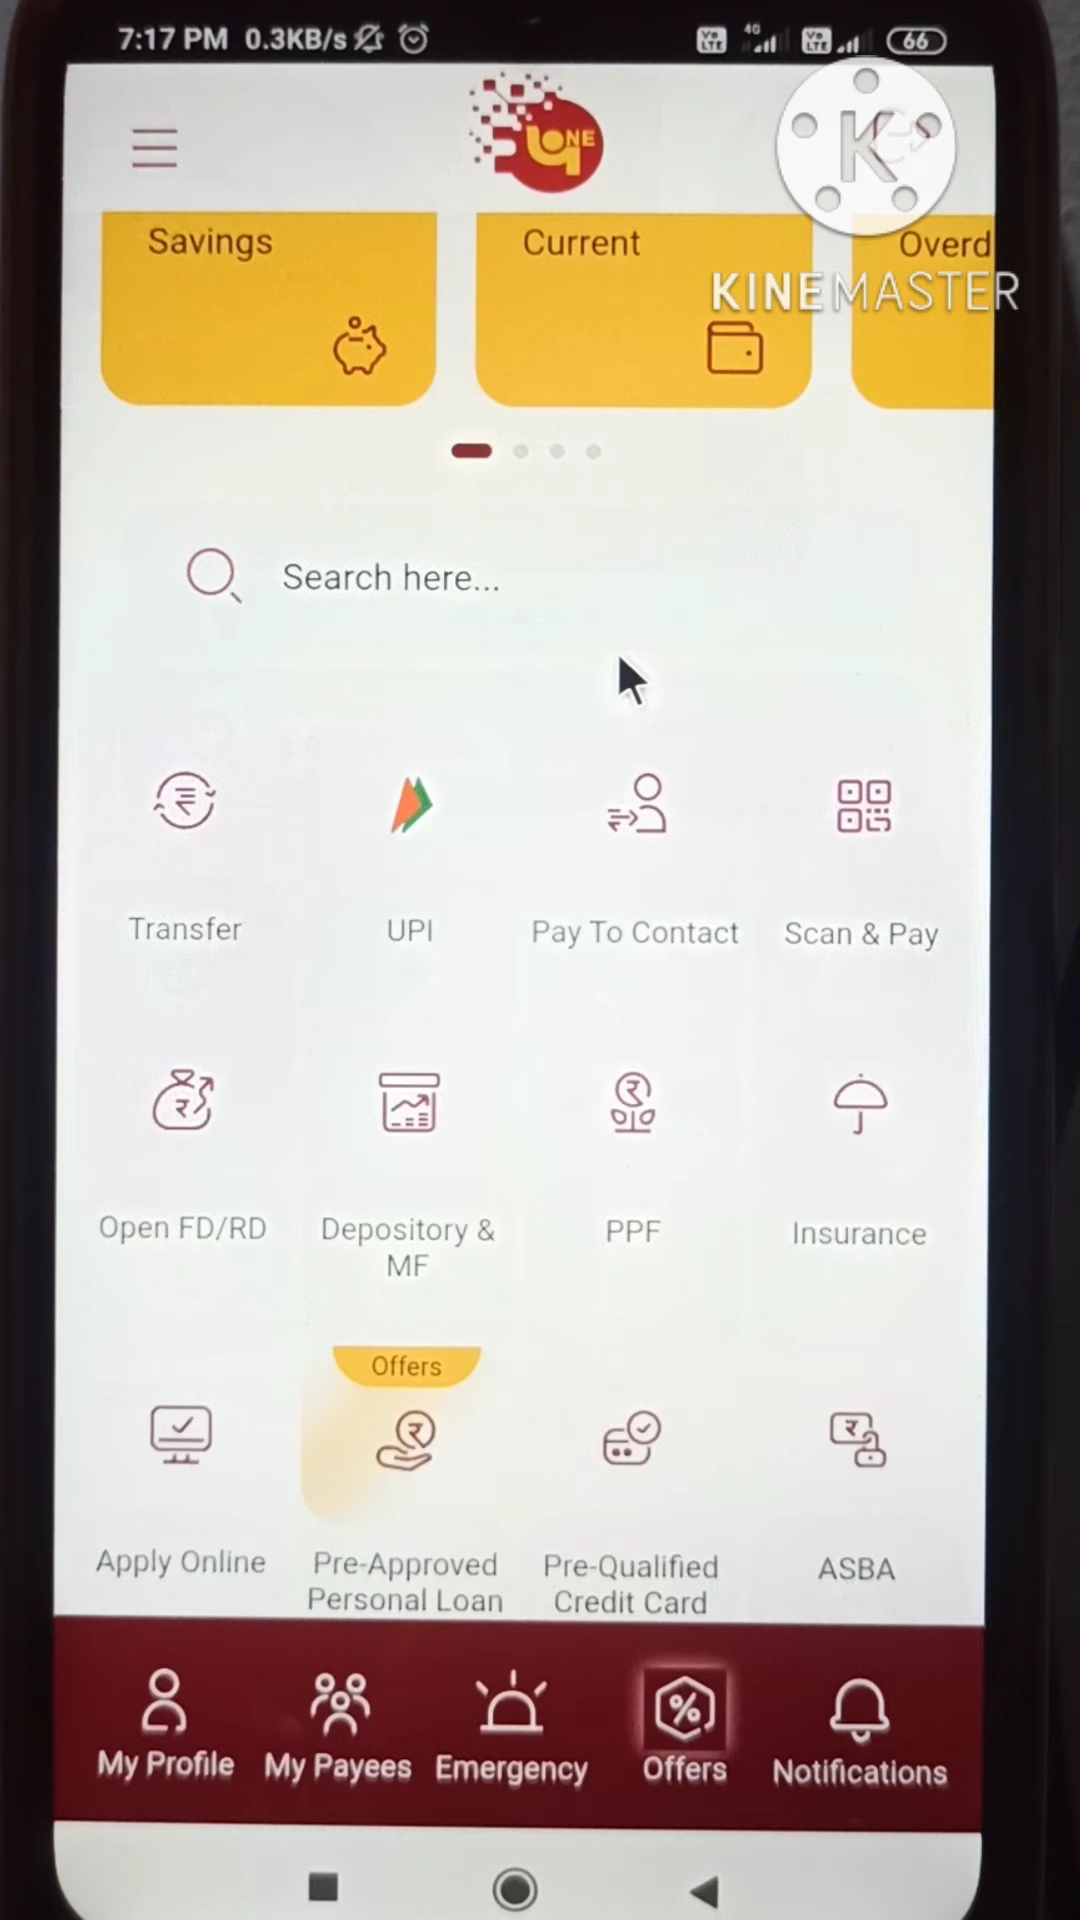 7:17 PM 0.3KB/s
4G
66
ONE
K
KINEMASTER
Savings
Current
Overd
Search here...
Transfer
UPI
Pay To Contact
Scan & Pay
Open FD/RD
Depository &
MF
PPF
Insurance
Offers
Apply Online
Pre-Approved
Personal Loan
Pre-Qualified
Credit Card
ASBA
My Profile
My Payees
Emergency
Offers
Notifications